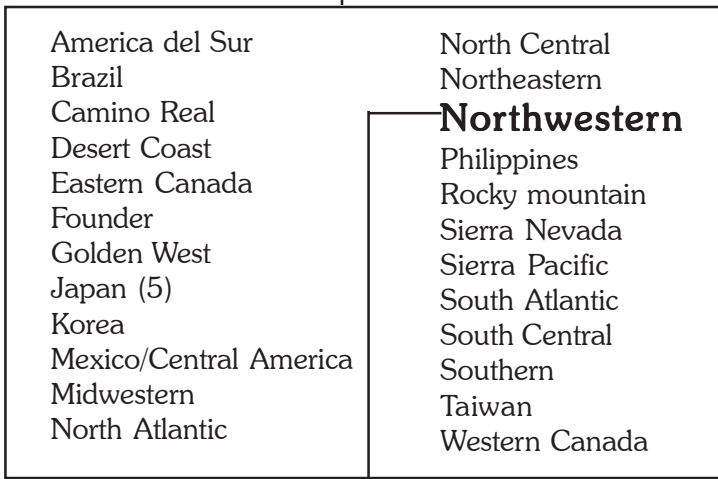 America del Sur
Brazil
Camino Real
Desert Coast
Eastern Canada
Founder
Golden West
Japan (5)
Korea
Mexico/Central America
Midwestern
North Atlantic
North Central
Northeastern
Northwestern
Philippines
Rocky mountain
Sierra Nevada
Sierra Pacific
South Atlantic
South Central
Southern
Taiwan
Western Canada